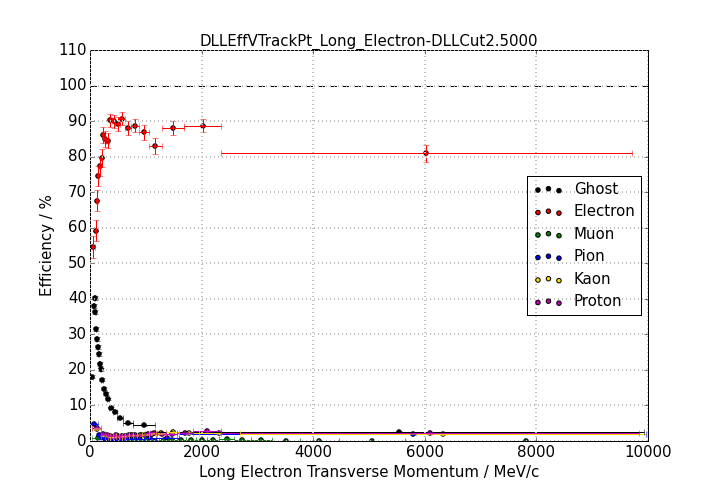 DLLEffVTrackPt_Long_Electron-DLLCut2.5000
110
100
90
80
70
60
50
40
30
20
10
0
Efficiency / %
Ghost
Electron
Muon
Pion
Kaon
Proton
0 2000 4000 6000 8000 10000
Long Electron Transverse Momentum / MeV/c